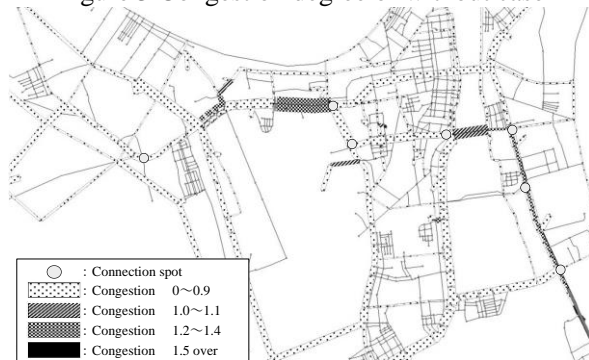 : Connection spot
: Congestion 0～0.9
: Congestion 1.0～1.1
: Congestion 1.2～1.4
: Congestion 1.5 over